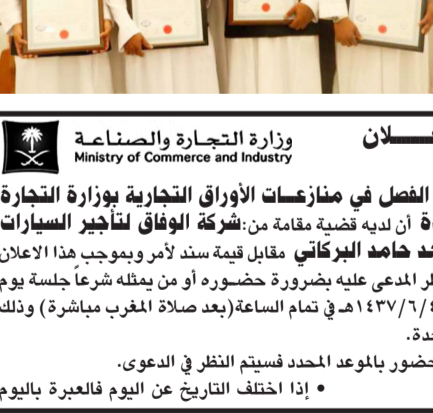 ـلان
وزارة التجـارة والصنـاعـة
Ministry of Commerce and Industry
الفصل في منازعـــات الأوراق التجارية بوزارة التجارة
أن لديه قضية مقامة من:شركة الوفاق لتأجير السيارات
حامد البركاتي مقابل قيمة سند لأمر وبموجب هذا الاعلان
المدعى عليه بضرورة حضـوره أو من يمثله شرعاً جلسة يوم
١٤٣٧/٦/ هـ في تمام الساعة(بعد صلاة المغرب مباشرة) وذلك
حضور بالموعد المحدد فسيتم النظر في الدعوى.
• إذا اختلف التاريخ عن اليوم فالعبرة باليوم